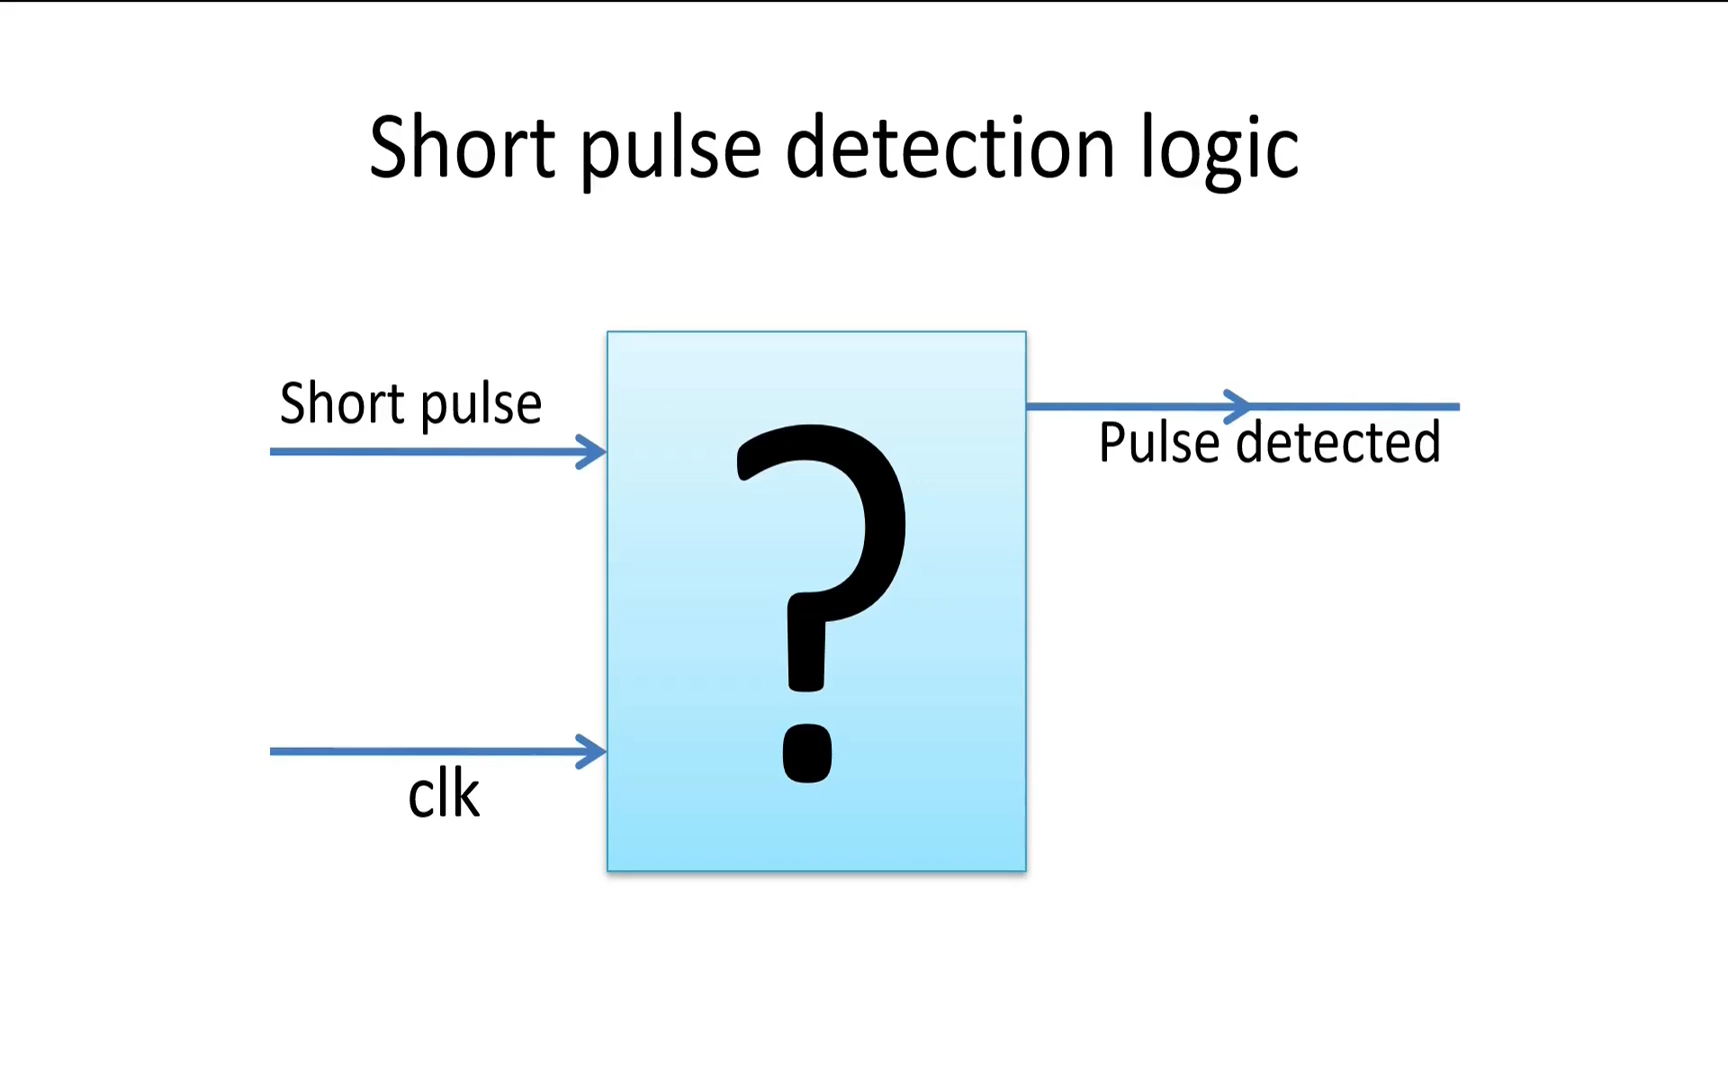 Short pulse detection logic
Short pulse
Pulse detected
?
clk